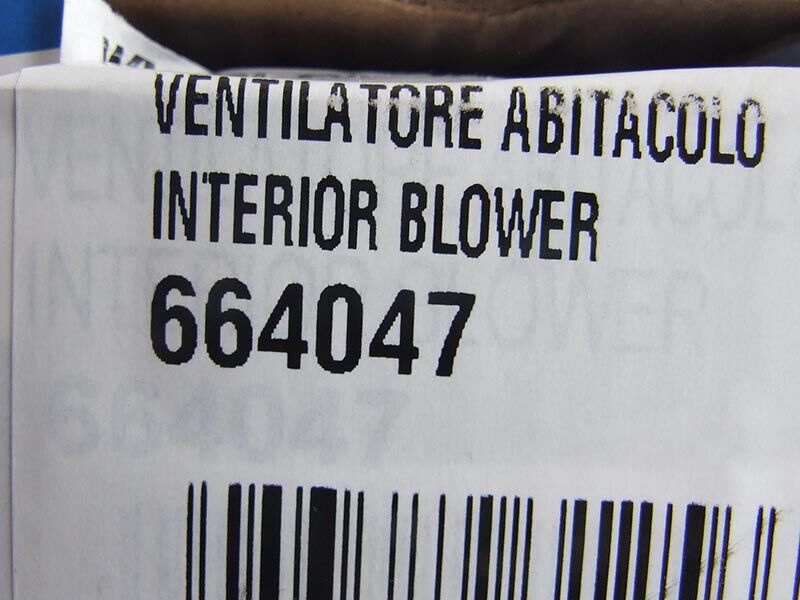 VENTILATORE ABITACOLO
INTERIOR BLOWER
664047